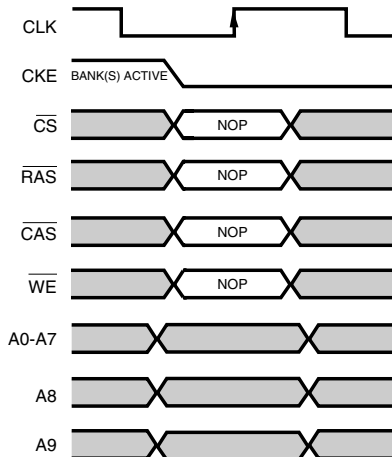 CLK
CKE BANK(S) ACTIVE
CS NOP
RAS NOP
CAS NOP
WE NOP
A0-A7
A8
A9